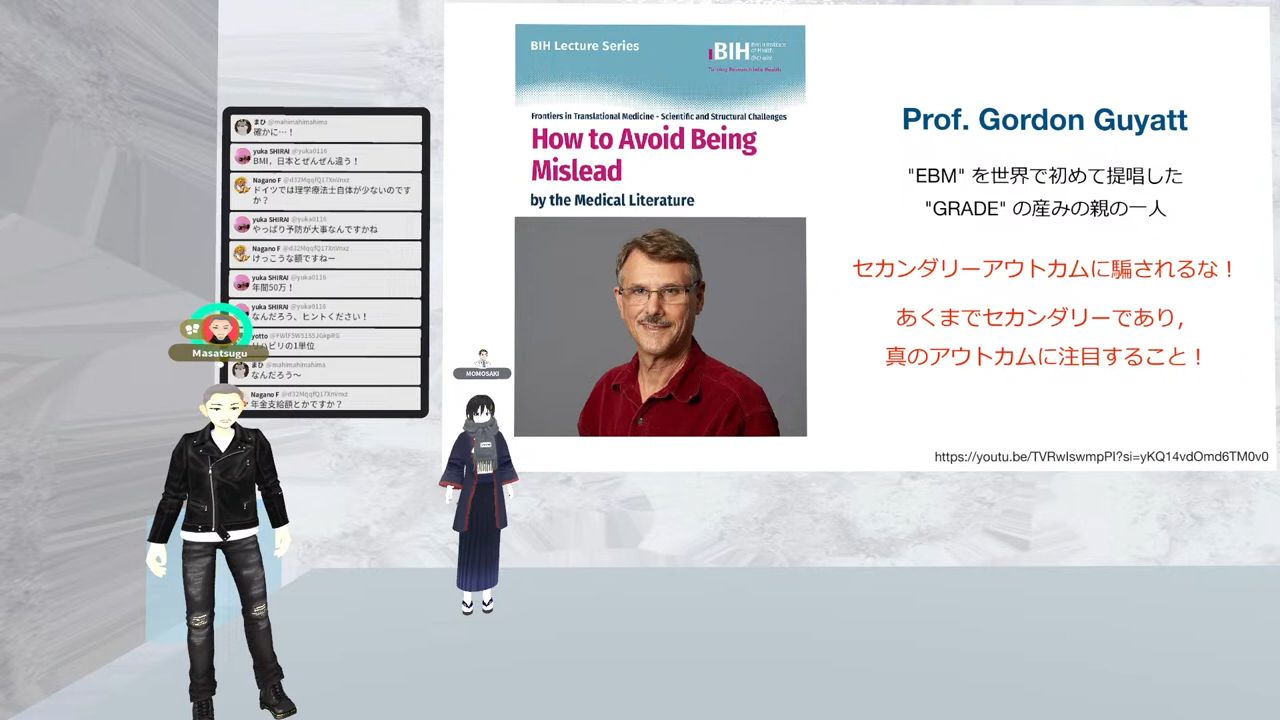 BIH Lecture Series
BIH
Frontiers in Translational Medicine - Scientific and Structural Challenges
How to Avoid Being
Mislead
by the Medical Literature
Prof. Gordon Guyatt
"EBM" を世界で初めて提唱した
"GRADE" の産みの親の一人
セカンダリーアウトカムに騙されるな！
あくまでセカンダリーであり，
真のアウトカムに注目すること！
https://youtu.be/TVRwIswmpPI?si=yKQ14vdOmd6TM0v0
まひ @mahimahimahima
確かに…！
yuka SHIRAI @yuka0116
BMI，日本とぜんぜん違う！
Nagano F
ドイツでは理学療法士自体が少ないのです
か？
yuka SHIRAI @yuka0116
やっぱり予防が大事なんですかね
Nagano F
けっこうな額ですねー
yuka SHIRAI @yuka0116
年間50万！
yuka SHIRAI @yuka0116
なんだろう、ヒントください！
リハビリの1単位
まひ @mahimahimahima
なんだろう〜
Nagano F
年金支給額とかですか？
Masatsugu
MOMOSAKI